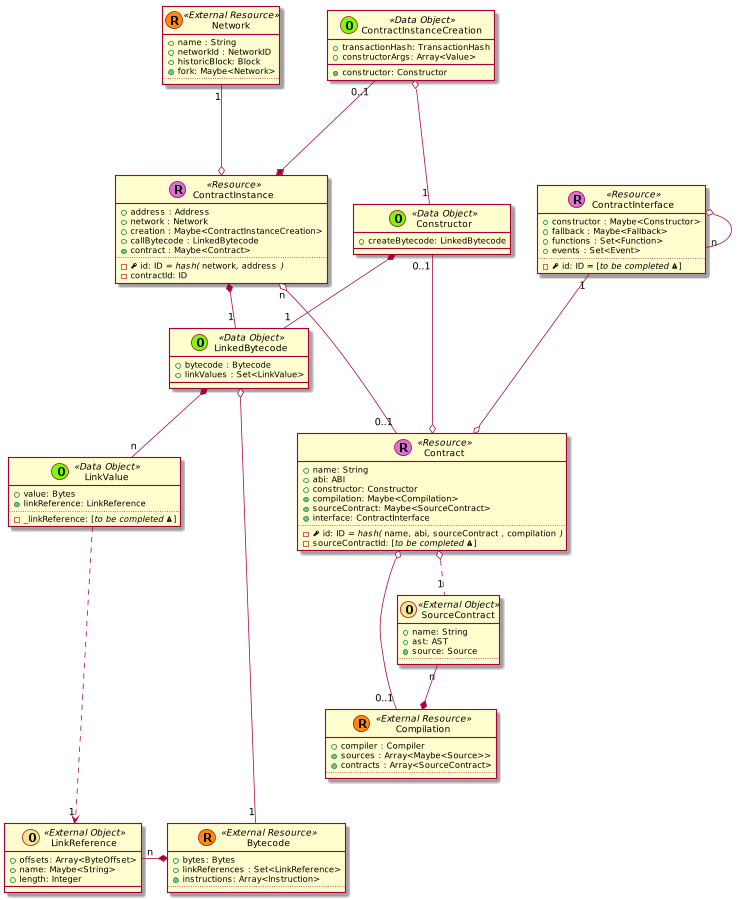 R «External Resource»
Network
name : String
networkId : NetworkID
historicBlock : Block
fork: Maybe<Network>
O «Data Object»
ContractInstanceCreation
transactionHash: TransactionHash
constructorArgs: Array<Value>
constructor: Constructor
1
0..1
1
R «Resource»
ContractInstance
address : Address
network : Network
creation : Maybe<ContractInstanceCreation>
callBytecode : LinkedBytecode
contract : Maybe<Contract>
id: ID = hash( network, address )
contractId: ID
O «Data Object»
Constructor
createBytecode: LinkedBytecode
R «Resource»
ContractInterface
constructor : Maybe<Constructor>
fallback : Maybe<Fallback>
functions : Set<Function>
events : Set<Event>
id: ID = [to be completed ▲]
n
1
n
1
0..1
1
O «Data Object»
LinkedBytecode
bytecode : Bytecode
linkValues : Set<LinkValue>
n
0..1
O «Data Object»
LinkValue
value: Bytes
linkReference: LinkReference
_linkReference: [to be completed ▲]
R «Resource»
Contract
name: String
abi: ABI
constructor: Constructor
compilation: Maybe<Compilation>
sourceContract: Maybe<SourceContract>
interface: ContractInterface
id: ID = hash( name, abi, sourceContract , compilation )
sourceContractId: [to be completed ▲]
1
O «External Object»
SourceContract
name: String
ast: AST
source: Source
n
0..1
R «External Resource»
Compilation
compiler : Compiler
sources : Array<Maybe<Source>>
contracts : Array<SourceContract>
1
1
O «External Object»
LinkReference
offsets: Array<ByteOffset>
name: Maybe<String>
length: Integer
n
R «External Resource»
Bytecode
bytes: Bytes
linkReferences : Set<LinkReference>
instructions: Array<Instruction>